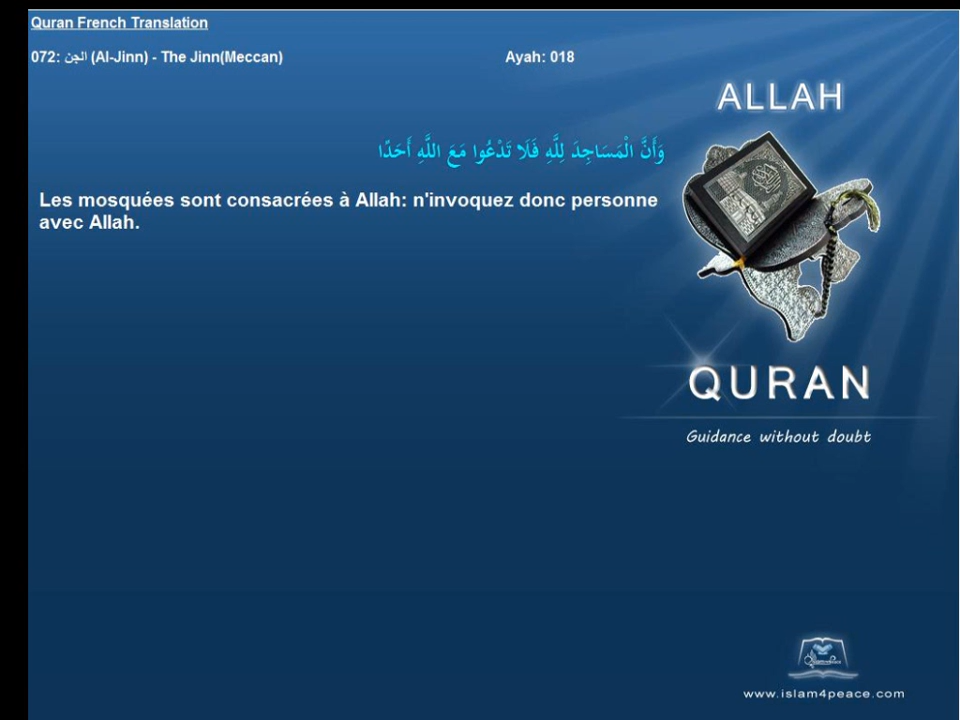 Quran French Translation
072: الجن (Al-Jinn) - The Jinn(Meccan) Ayah: 018
ALLAH
وَأَنَّ الْمَسَاجِدَ لِلَّهِ فَلَا تَدْعُوا مَعَ اللَّهِ أَحَدًا
Les mosquées sont consacrées à Allah: n'invoquez donc personne
avec Allah.
QURAN
Guidance without doubt
www.islam4peace.com